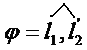 φ = l₁, l₂